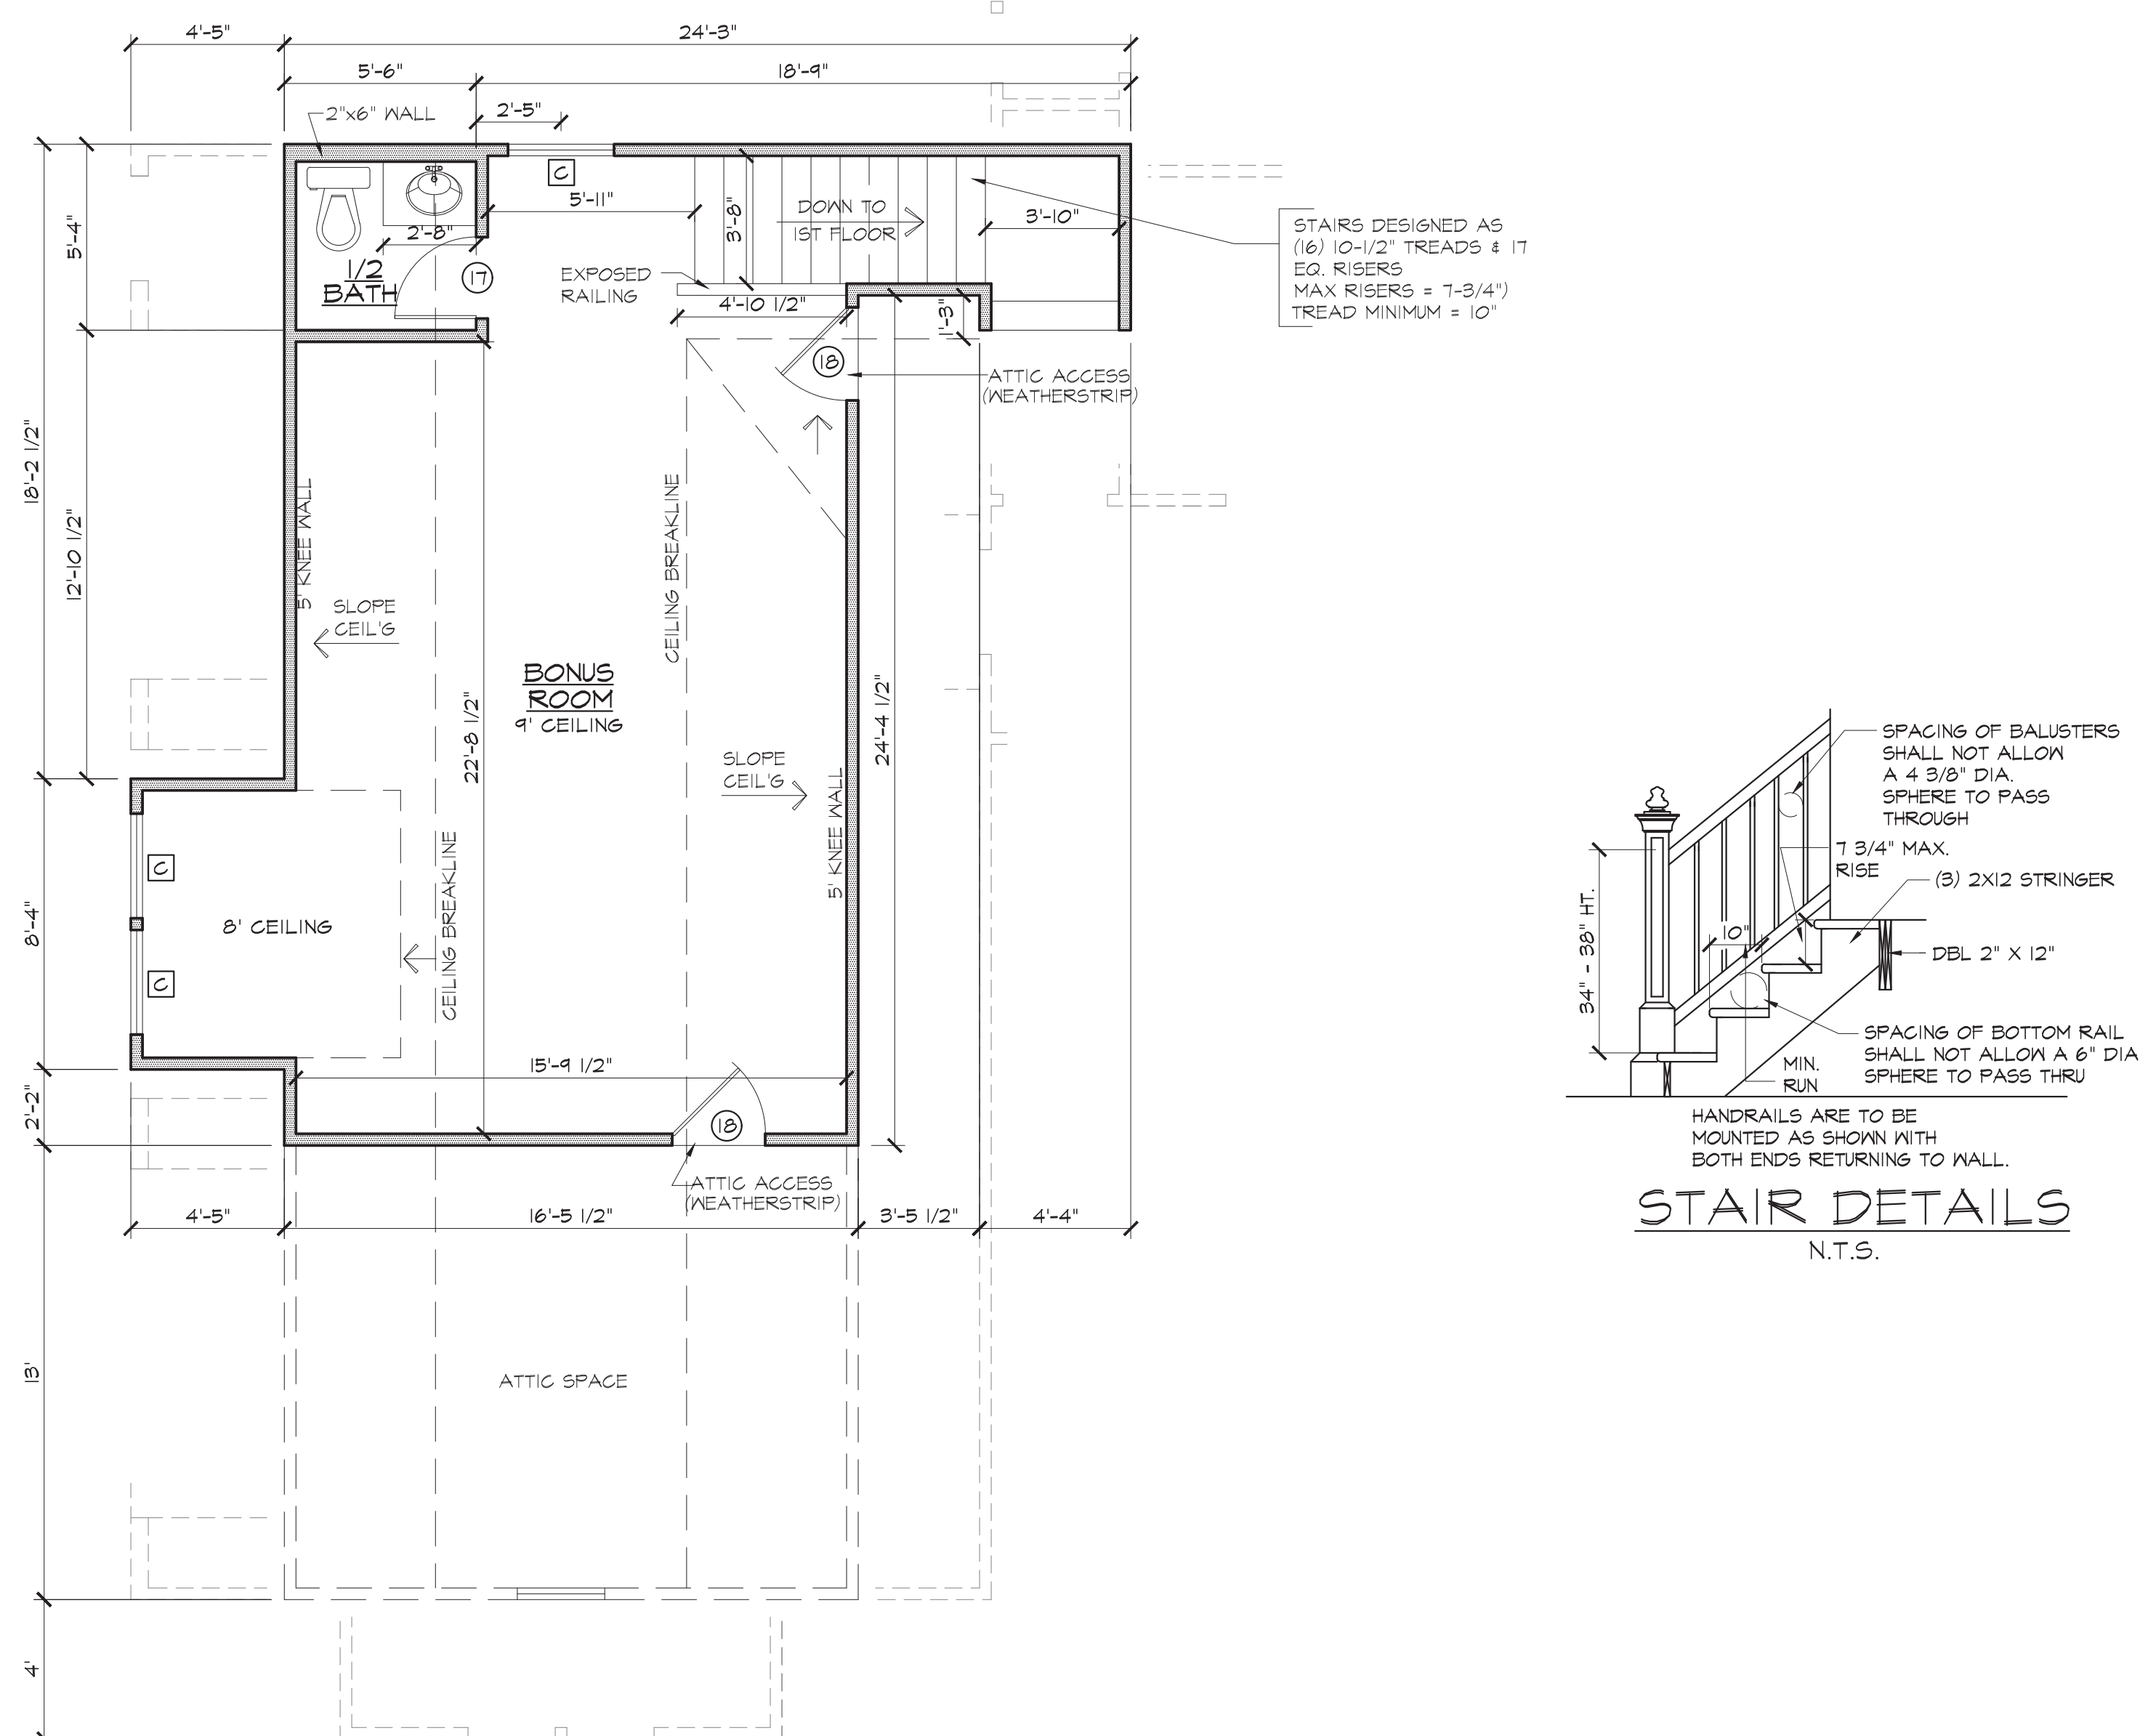 4'-5"
24'-3"
5'-6"
18'-9"
2"x6" WALL
2'-5"
C
5'-11"
3'-8"
DOWN TO
1ST FLOOR
3'-10"
STAIRS DESIGNED AS
(16) 10-1/2" TREADS & 17
EQ. RISERS
MAX RISERS = 7-3/4")
TREAD MINIMUM = 10"
5'-4"
2'-8"
1/2
BATH
17
EXPOSED
RAILING
4'-10 1/2"
1'-3"
18
ATTIC ACCESS
(WEATHERSTRIP)
18'-2 1/2"
12'-10 1/2"
5' KNEE WALL
SLOPE
CEIL'G
CEILING BREAKLINE
BONUS
ROOM
9' CEILING
22'-8 1/2"
24'-4 1/2"
SLOPE
CEIL'G
5' KNEE WALL
C
8'-4"
8' CEILING
CEILING BREAKLINE
C
15'-9 1/2"
2'-2"
18
ATTIC ACCESS
(WEATHERSTRIP)
4'-5"
16'-5 1/2"
3'-5 1/2"
4'-4"
13'
ATTIC SPACE
4'
SPACING OF BALUSTERS
SHALL NOT ALLOW
A 4 3/8" DIA.
SPHERE TO PASS
THROUGH
7 3/4" MAX.
RISE
(3) 2X12 STRINGER
34" - 38" HT.
10"
DBL 2" X 12"
SPACING OF BOTTOM RAIL
SHALL NOT ALLOW A 6" DIA
SPHERE TO PASS THRU
MIN.
RUN
HANDRAILS ARE TO BE
MOUNTED AS SHOWN WITH
BOTH ENDS RETURNING TO WALL.
STAIR DETAILS
N.T.S.